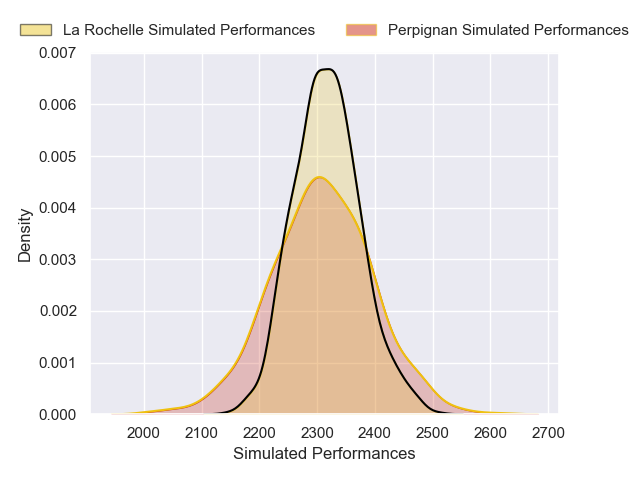 La Rochelle Simulated Performances
Perpignan Simulated Performances
0.007
0.006
0.005
0.004
0.003
0.002
0.001
0.000
Density
2000 2100 2200 2300 2400 2500 2600 2700
Simulated Performances